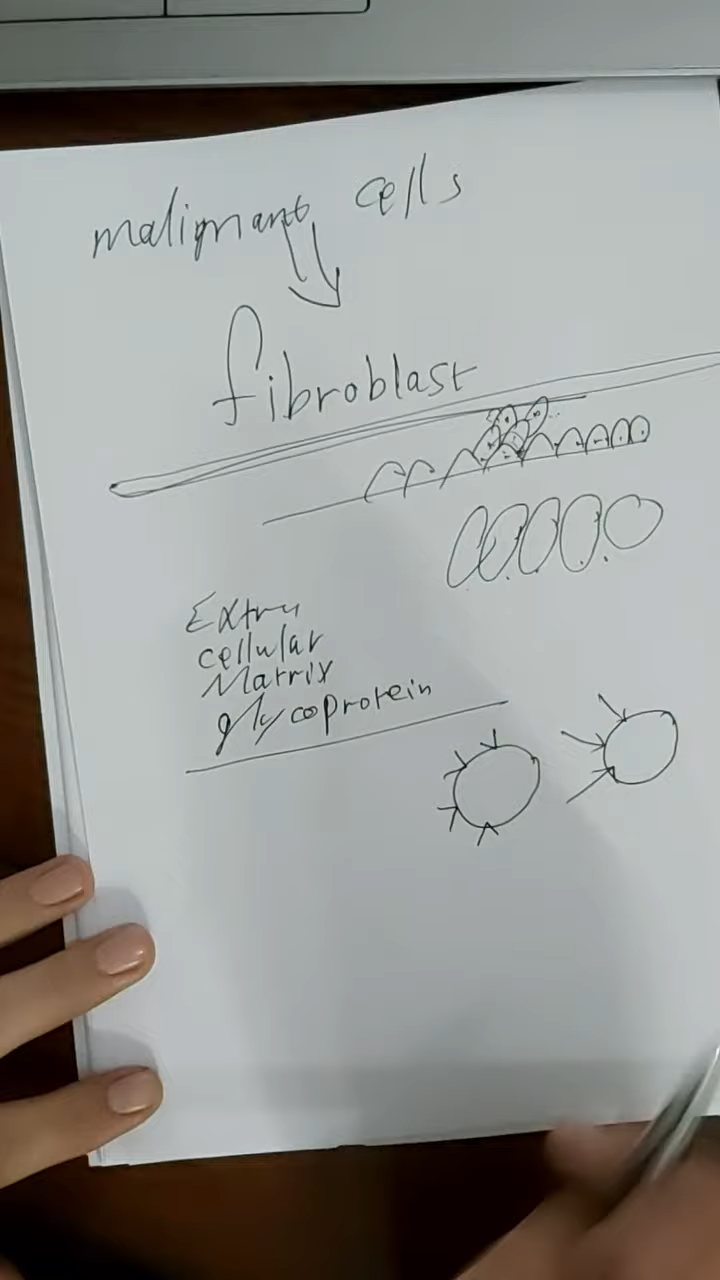 malignant cells
fibroblast
Extra
cellular
Matrix
glycoprotein